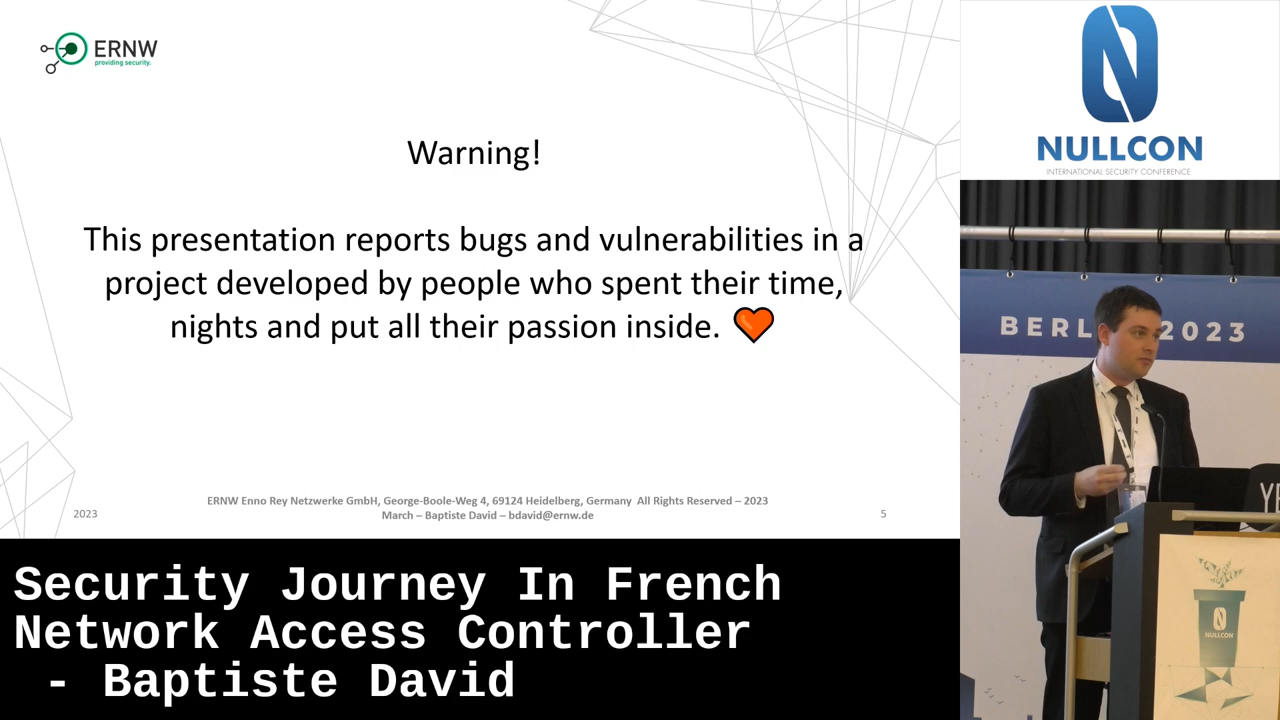 ERNW
providing security.
Warning!
This presentation reports bugs and vulnerabilities in a
project developed by people who spent their time,
nights and put all their passion inside.
ERNW Enno Rey Netzwerke GmbH, George-Boole-Weg 4, 69124 Heidelberg, Germany All Rights Reserved – 2023
March – Baptiste David – bdavid@ernw.de
2023
5
NULLCON
INTERNATIONAL SECURITY CONFERENCE
BERL 2023
YE
NULLCON
Security Journey In French
Network Access Controller
- Baptiste David